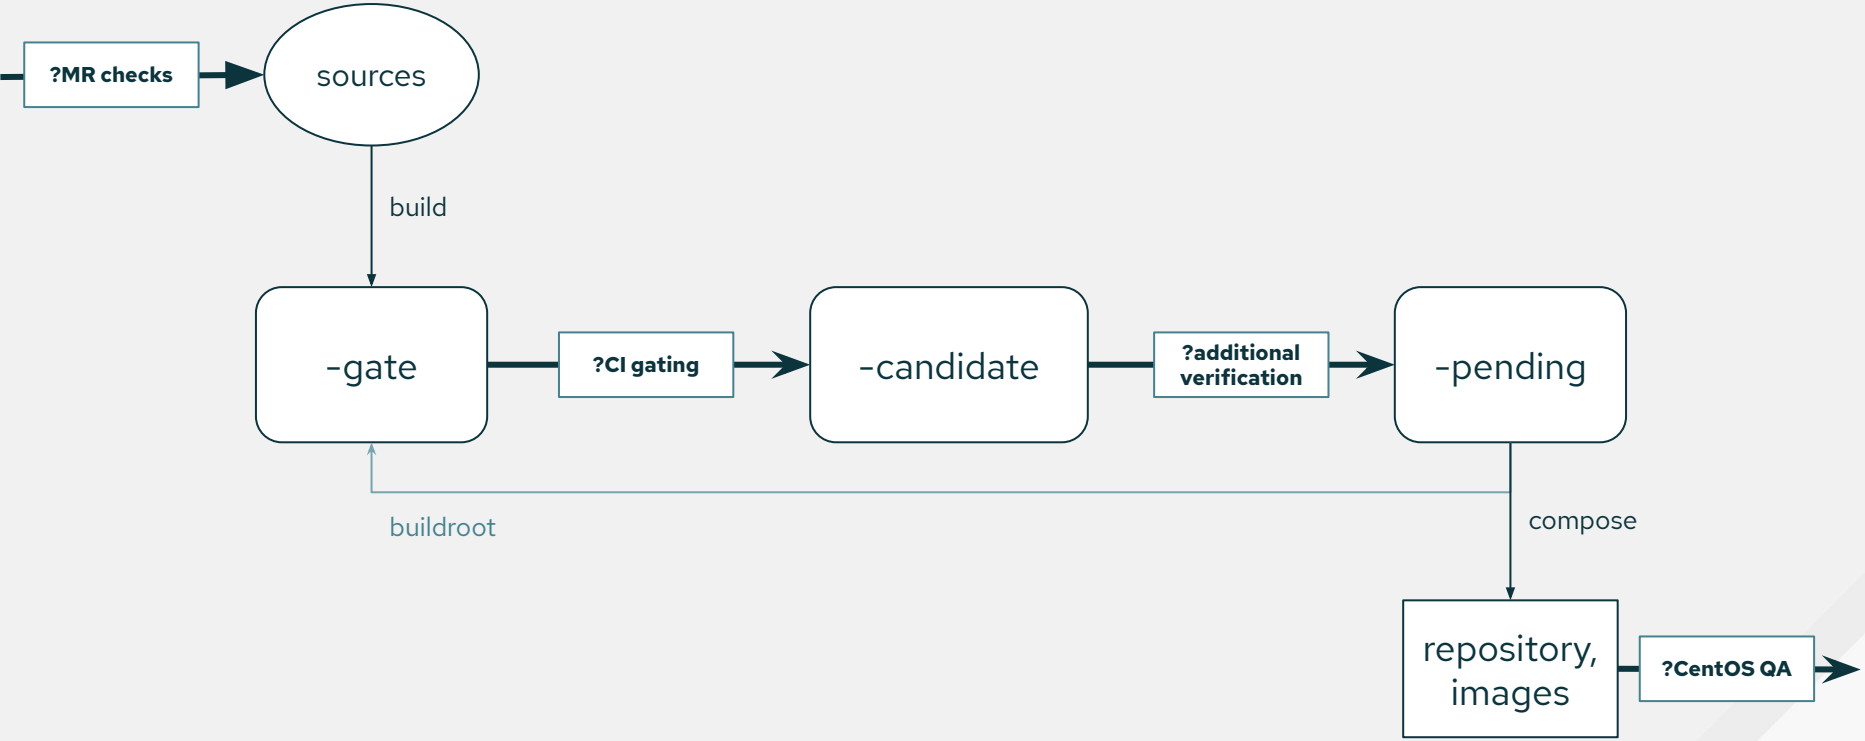 ?MR checks
sources
build
-gate
?CI gating
-candidate
?additional
verification
-pending
buildroot
compose
repository,
images
?CentOS QA